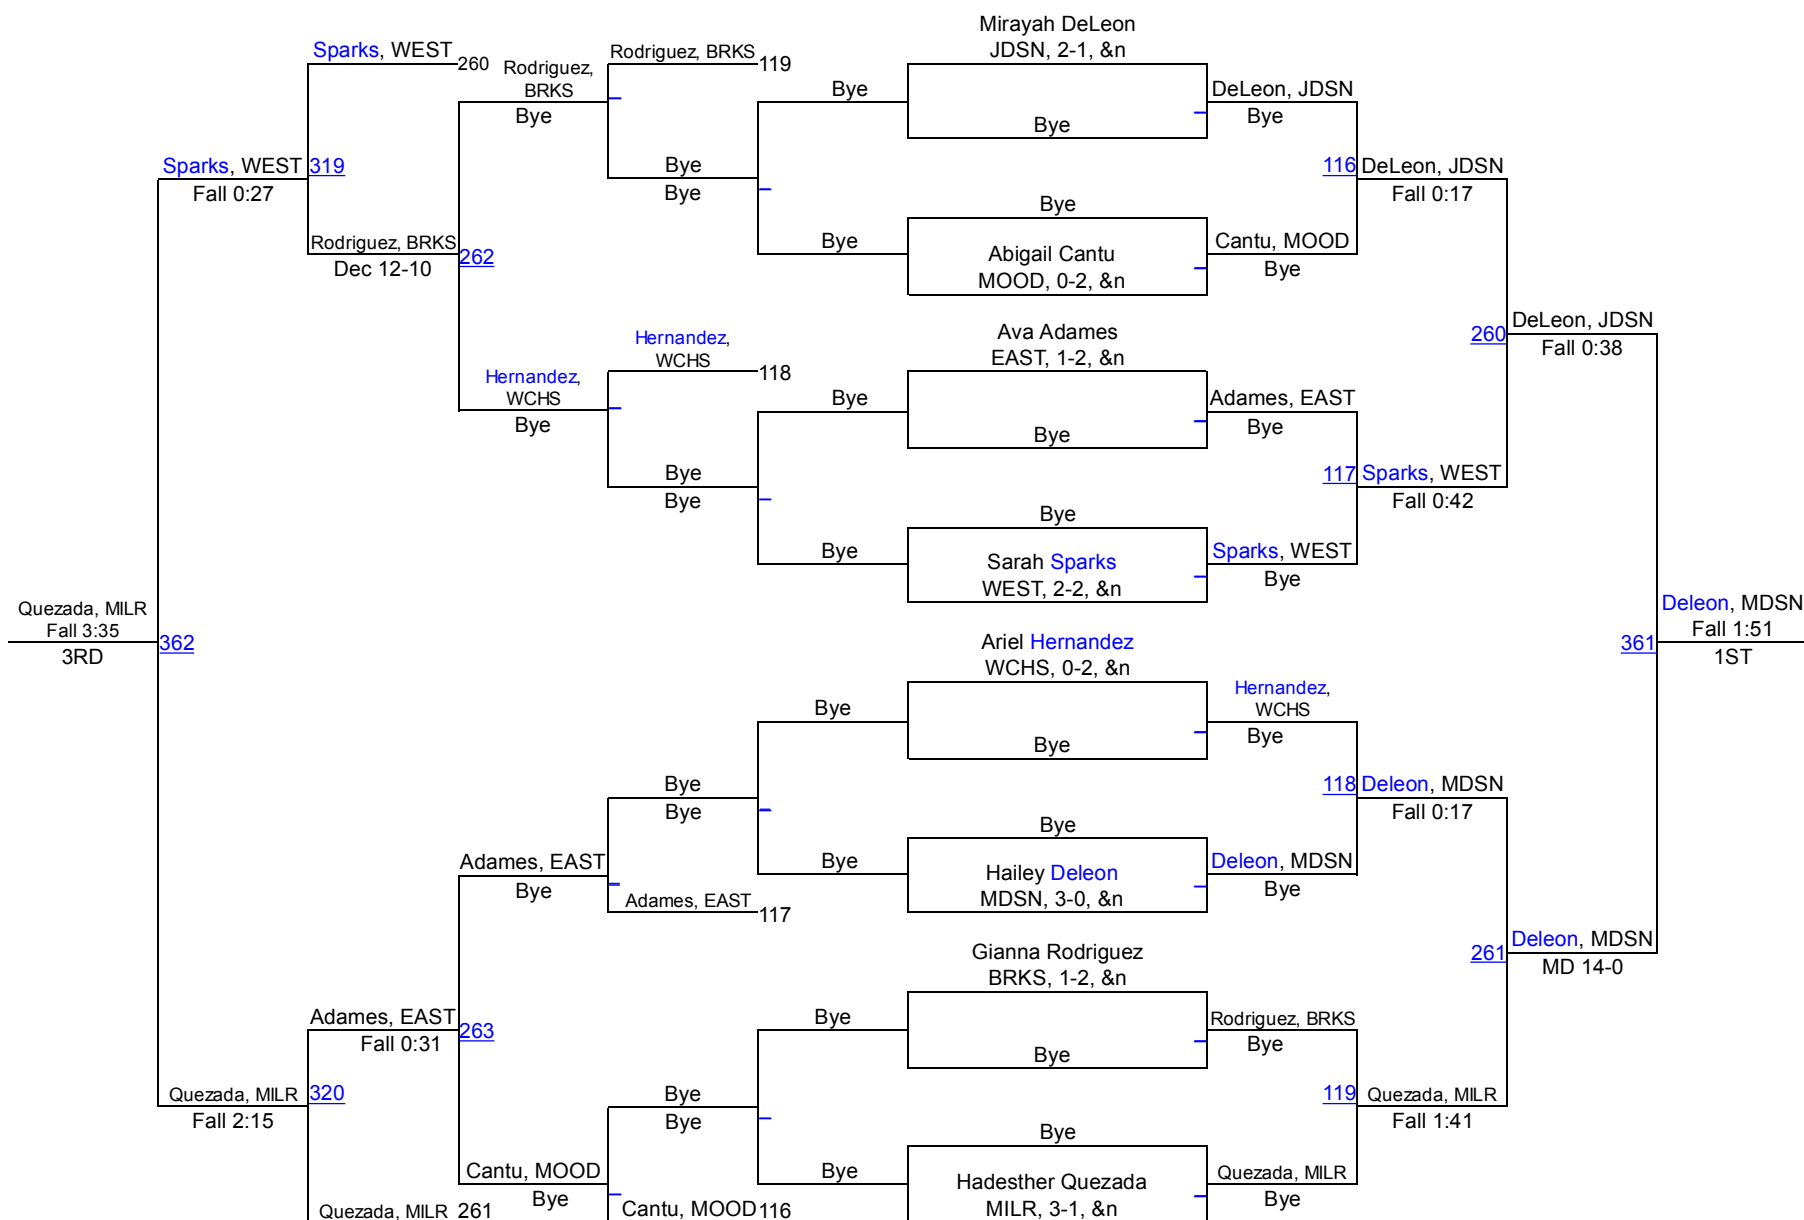 Mirayah DeLeon
JDSN, 2-1, &n
Sparks, WEST
260
Rodriguez,
BRKS
Bye
Rodriguez, BRKS
119
Bye
Bye
DeLeon, JDSN
Bye
Sparks, WEST
319
Fall 0:27
Bye
Bye
116
DeLeon, JDSN
Fall 0:17
Rodriguez, BRKS
262
Dec 12-10
Bye
Bye
Abigail Cantu
MOOD, 0-2, &n
Cantu, MOOD
Bye
Hernandez,
WCHS
118
Ava Adames
EAST, 1-2, &n
260
DeLeon, JDSN
Fall 0:38
Hernandez,
WCHS
Bye
Bye
Bye
Adames, EAST
Bye
Bye
Bye
117
Sparks, WEST
Fall 0:42
Bye
Bye
Sarah Sparks
WEST, 2-2, &n
Sparks, WEST
Bye
Quezada, MILR
Fall 3:35
3RD
362
Ariel Hernandez
WCHS, 0-2, &n
361
Deleon, MDSN
Fall 1:51
1ST
Bye
Bye
Hernandez,
WCHS
Bye
Bye
Bye
118
Deleon, MDSN
Fall 0:17
Adames, EAST
Bye
Bye
Bye
Hailey Deleon
MDSN, 3-0, &n
Deleon, MDSN
Bye
Adames, EAST
117
Gianna Rodriguez
BRKS, 1-2, &n
261
Deleon, MDSN
MD 14-0
Adames, EAST
263
Fall 0:31
Bye
Bye
Rodriguez, BRKS
Bye
Quezada, MILR
320
Fall 2:15
Bye
Bye
119
Quezada, MILR
Fall 1:41
Cantu, MOOD
Bye
Bye
Bye
Hadesther Quezada
MILR, 3-1, &n
Quezada, MILR
Bye
Quezada, MILR
261
Cantu, MOOD
116